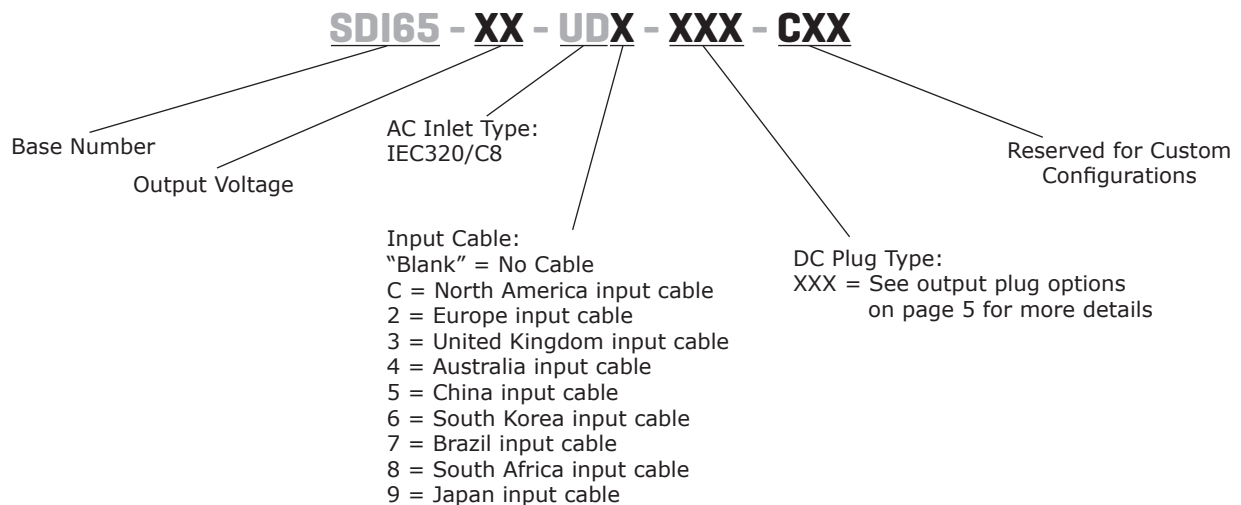 SDI65 - XX - UDX - XXX - CXX
Base Number
Output Voltage
AC Inlet Type:
IEC320/C8
Input Cable:
“Blank” = No Cable
C = North America input cable
2 = Europe input cable
3 = United Kingdom input cable
4 = Australia input cable
5 = China input cable
6 = South Korea input cable
7 = Brazil input cable
8 = South Africa input cable
9 = Japan input cable
DC Plug Type:
XXX = See output plug options
on page 5 for more details
Reserved for Custom
Configurations